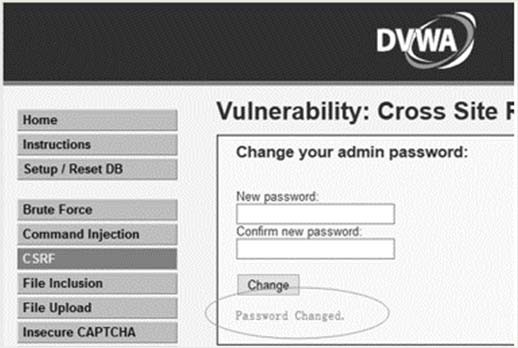 DVWA
Vulnerability: Cross Site
Home
Instructions
Setup / Reset DB
Brute Force
Command Injection
CSRF
File Inclusion
File Upload
Insecure CAPTCHA
Change your admin password:
New password:
Confirm new password:
Change
Password Changed.